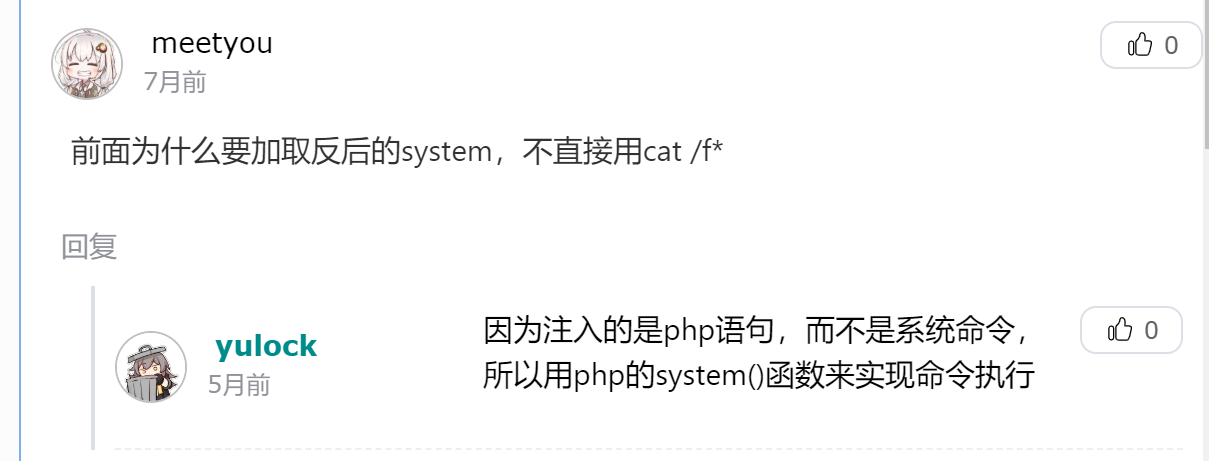 meetyou
0
7月前
前面为什么要加取反后的system，不直接用cat /f*
回复
因为注入的是php语句，而不是系统命令，
yulock
0
所以用php的system()函数来实现命令执行
5月前